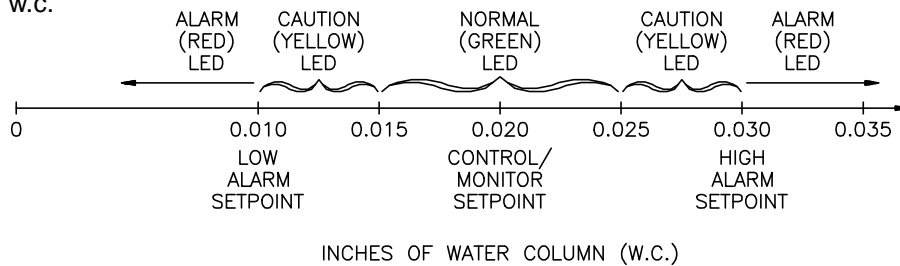 w.c.
ALARM (RED) LED
CAUTION (YELLOW) LED
NORMAL (GREEN) LED
CAUTION (YELLOW) LED
ALARM (RED) LED
0 0.010 0.015 0.020 0.025 0.030 0.035
LOW ALARM SETPOINT
CONTROL/ MONITOR SETPOINT
HIGH ALARM SETPOINT
INCHES OF WATER COLUMN (W.C.)